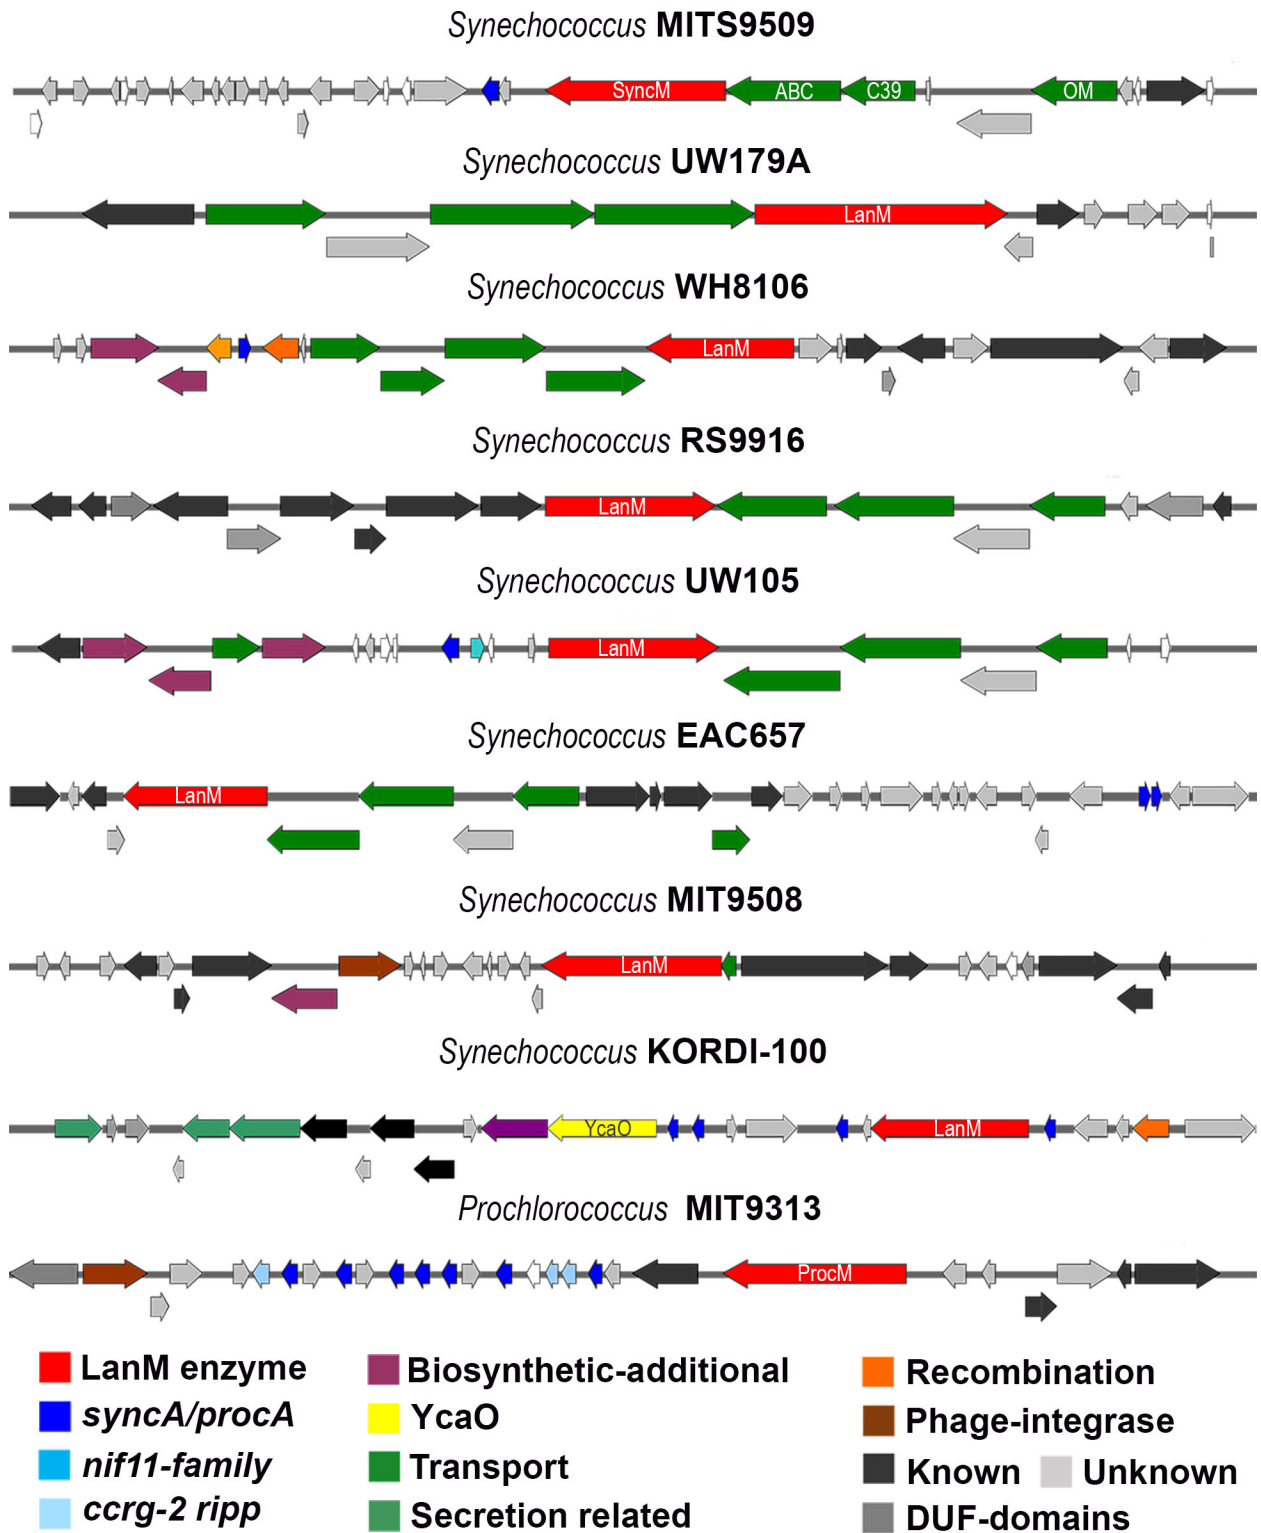 Synechococcus MITS9509
SyncM ABC C39 OM
Synechococcus UW179A
LanM
Synechococcus WH8106
LanM
Synechococcus RS9916
LanM
Synechococcus UW105
LanM
Synechococcus EAC657
LanM
Synechococcus MIT9508
LanM
Synechococcus KORDI-100
YcaO LanM
Prochlorococcus MIT9313
ProcM
LanM enzyme
syncA/procA
nif11-family
ccrg-2 ripp
Biosynthetic-additional
YcaO
Transport
Secretion related
Recombination
Phage-integrase
Known Unknown
DUF-domains